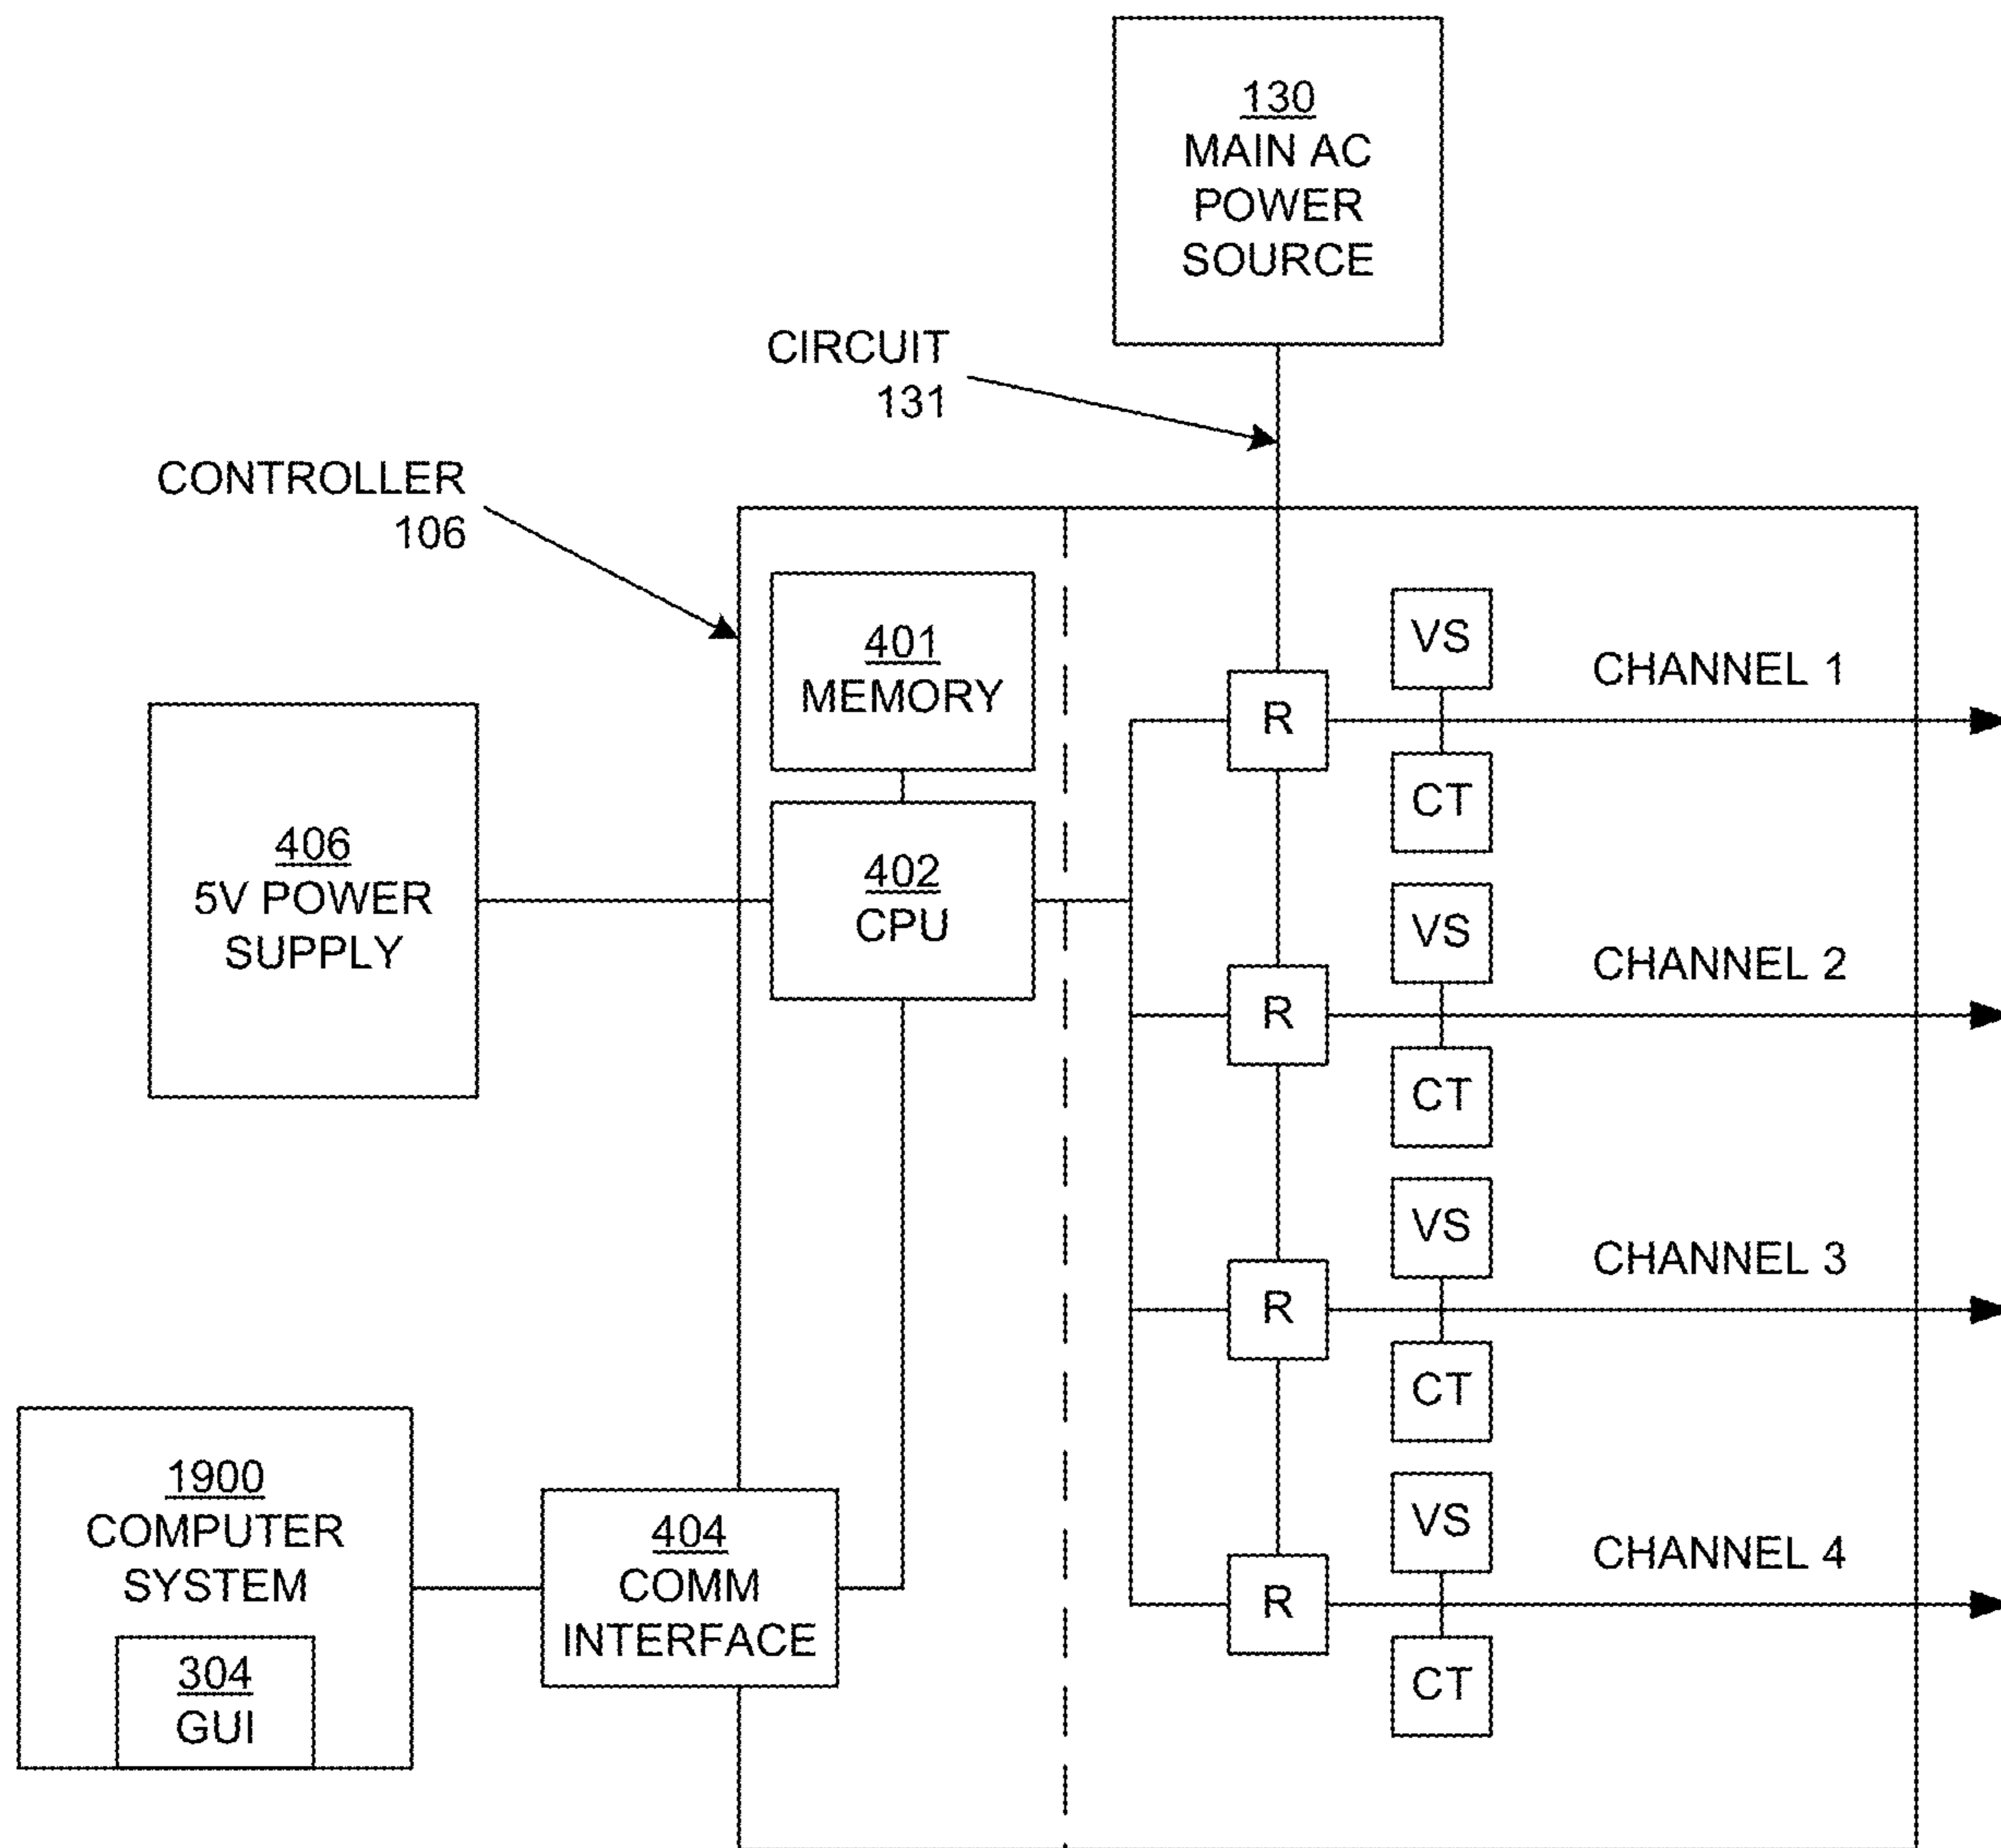 130
MAIN AC
POWER
SOURCE
CIRCUIT
131
CONTROLLER
106
401
MEMORY
406
5V POWER
SUPPLY
402
CPU
R
VS
CT
CHANNEL 1
R
VS
CT
CHANNEL 2
R
VS
CT
CHANNEL 3
R
VS
CT
CHANNEL 4
1900
COMPUTER
SYSTEM
304
GUI
404
COMM
INTERFACE